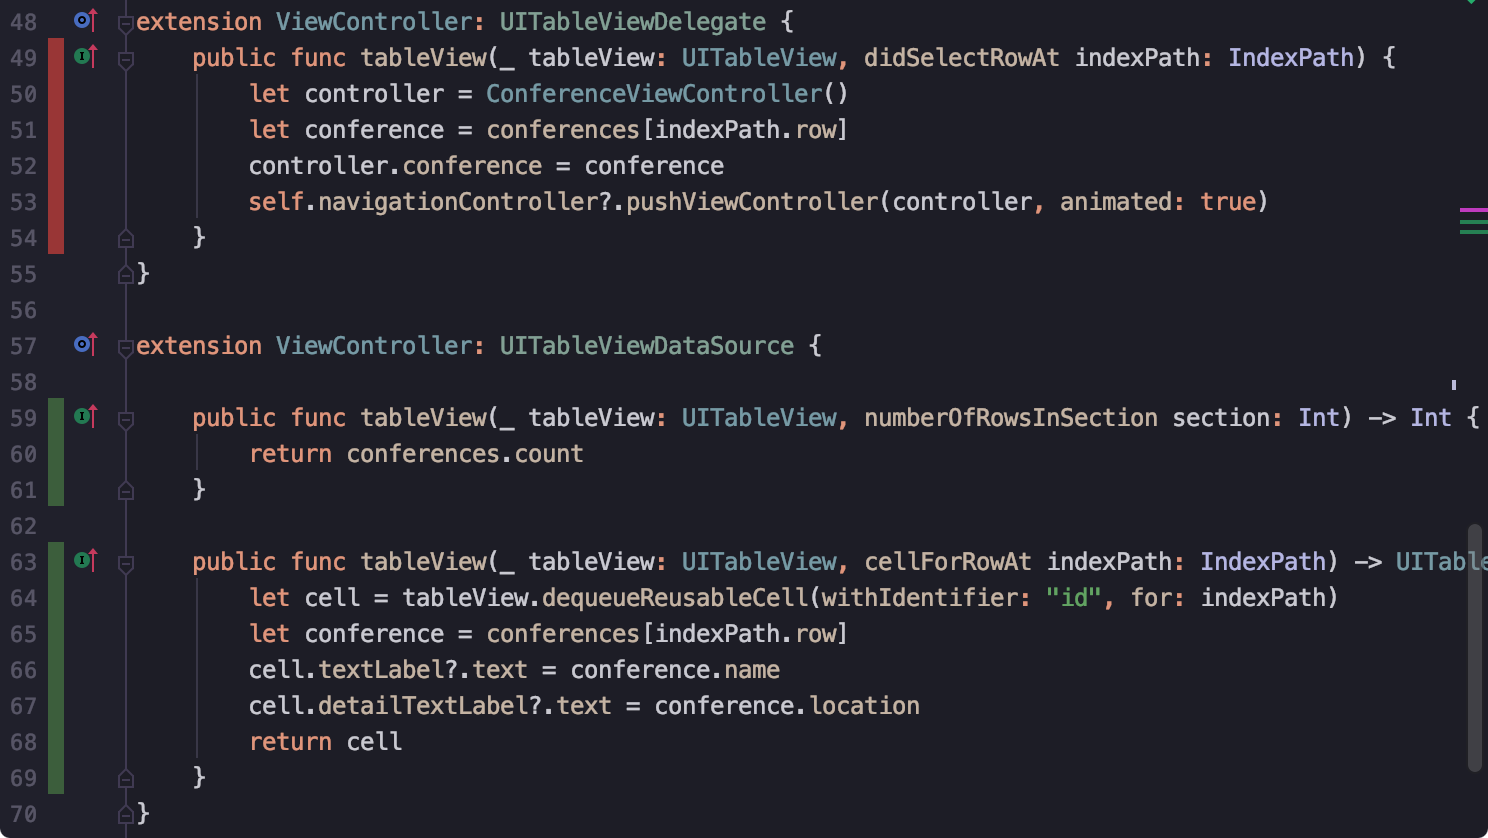 48 extension ViewController: UITableViewDelegate {
49     public func tableView(_ tableView: UITableView, didSelectRowAt indexPath: IndexPath) {
50         let controller = ConferenceViewController()
51         let conference = conferences[indexPath.row]
52         controller.conference = conference
53         self.navigationController?.pushViewController(controller, animated: true)
54     }
55 }
56
57 extension ViewController: UITableViewDataSource {
58
59     public func tableView(_ tableView: UITableView, numberOfRowsInSection section: Int) -> Int {
60         return conferences.count
61     }
62
63     public func tableView(_ tableView: UITableView, cellForRowAt indexPath: IndexPath) -> UITable
64         let cell = tableView.dequeueReusableCell(withIdentifier: "id", for: indexPath)
65         let conference = conferences[indexPath.row]
66         cell.textLabel?.text = conference.name
67         cell.detailTextLabel?.text = conference.location
68         return cell
69     }
70 }